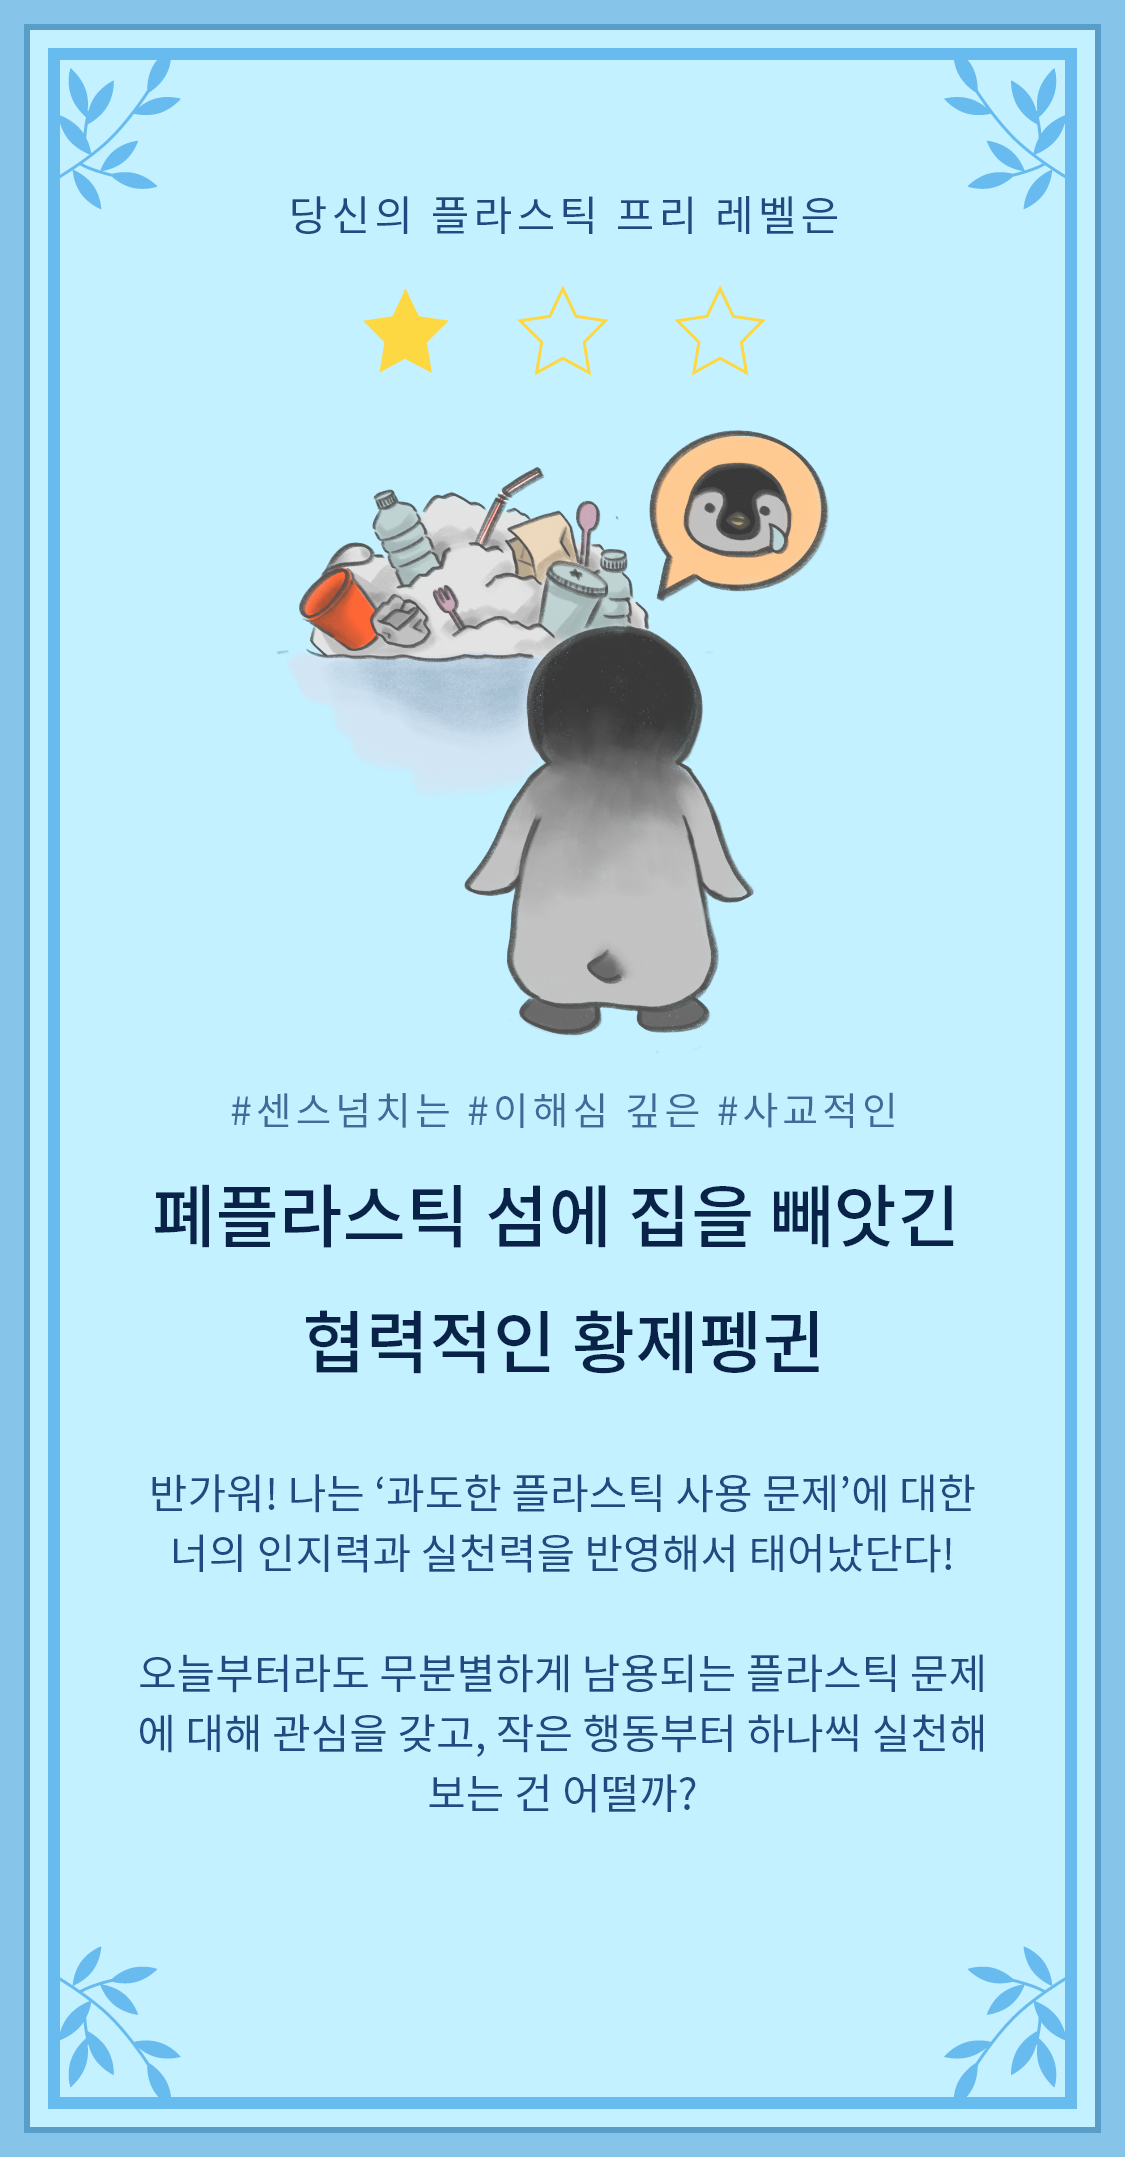 당신의 플라스틱 프리 레벨은
#센스넘치는 #이해심 깊은 #사교적인
폐플라스틱 섬에 집을 빼앗긴
협력적인 황제펭귄
반가워! 나는 ‘과도한 플라스틱 사용 문제’에 대한
너의 인지력과 실천력을 반영해서 태어났단다!
오늘부터라도 무분별하게 남용되는 플라스틱 문제
에 대해 관심을 갖고, 작은 행동부터 하나씩 실천해
보는 건 어떨까?